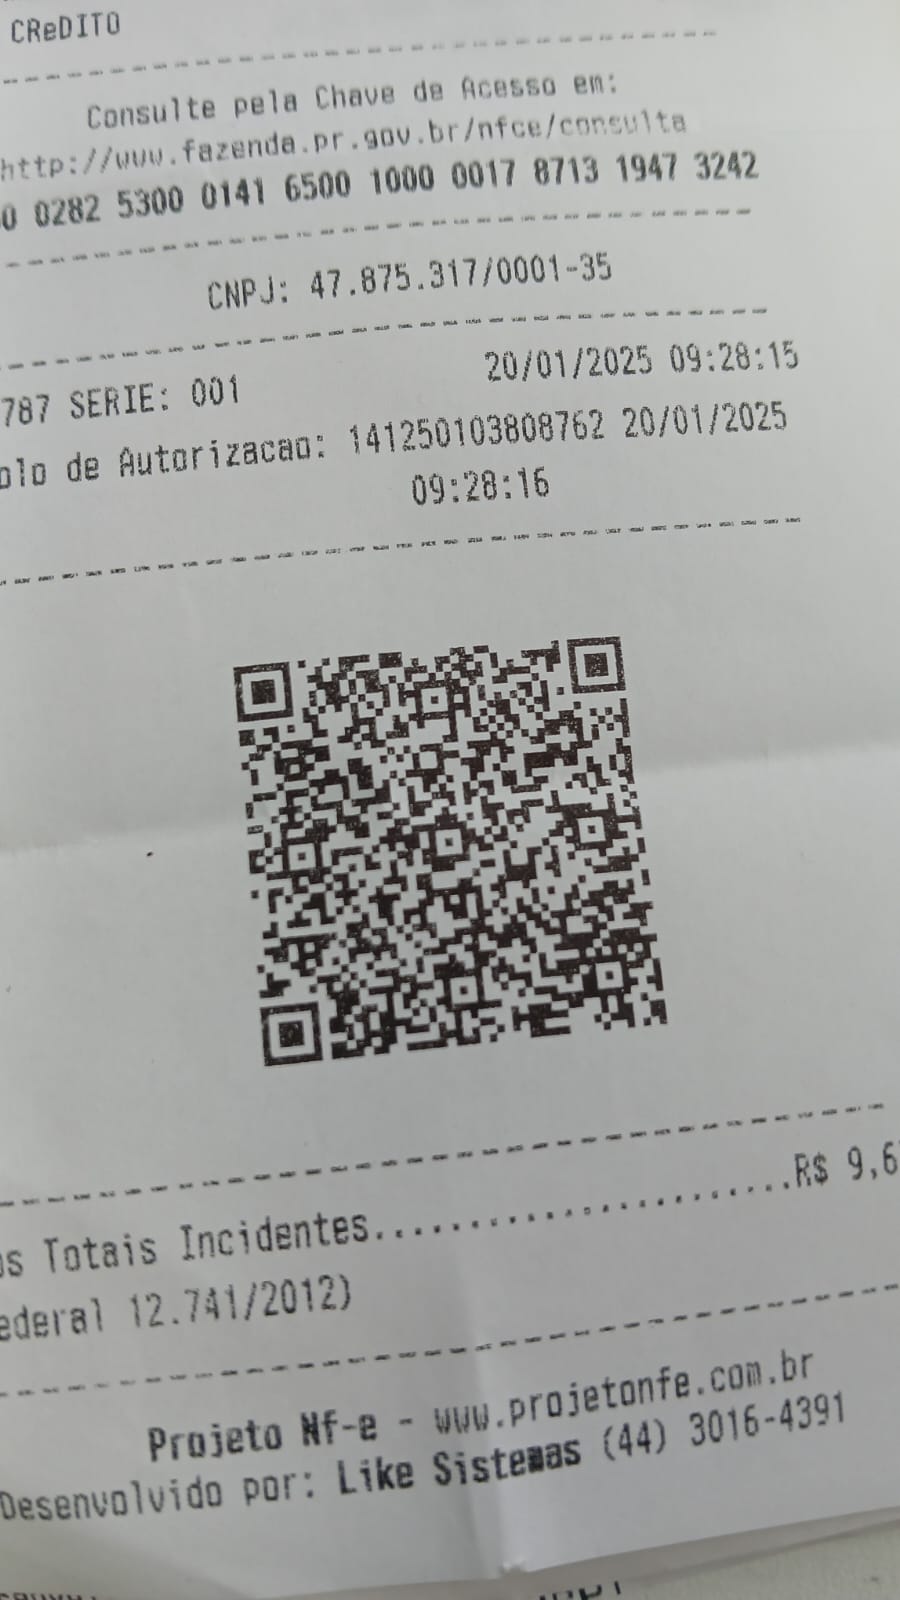 CReDITO
Consulte pela Chave de Acesso em:
http://www.fazenda.pr.gov.br/nfce/consulta
0 0282 5300 0141 6500 1000 0017 8713 1947 3242
CNPJ: 47.875.317/0001-35
787 SERIE: 001 20/01/2025 09:28:15
olo de Autorizacao: 141250103808762 20/01/2025
09:28:16
os Totais Incidentes.........................R$ 9,6
ederal 12.741/2012)
Projeto Nf-e - www.projetonfe.com.br
Desenvolvido por: Like Sistemas (44) 3016-4391